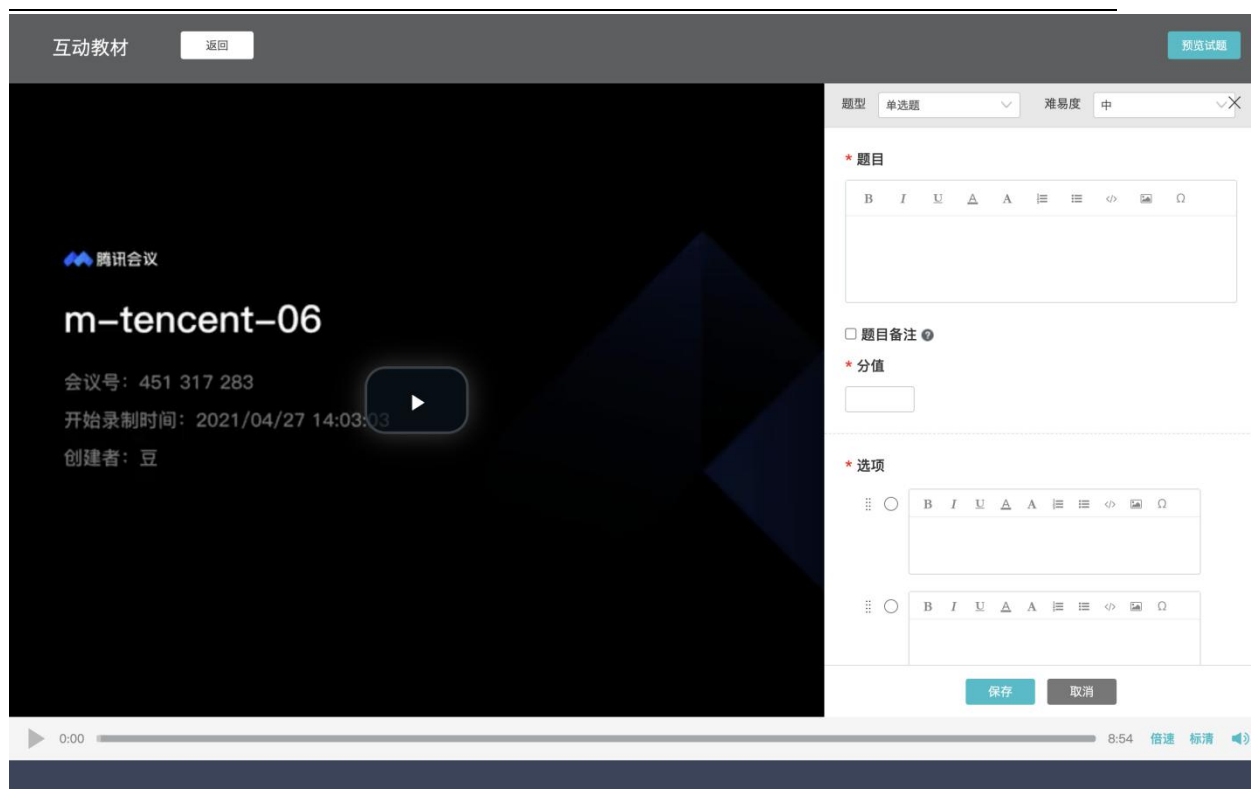 互动教材 返回 预览试题
题型 单选题 难易度 中
* 题目
B I U A A Ω
腾讯会议
m-tencent-06
会议号：451 317 283
开始录制时间：2021/04/27 14:03:03
创建者：豆
题目备注
* 分值
* 选项
B I U A A Ω
B I U A A Ω
保存 取消
0:00 8:54 倍速 标清